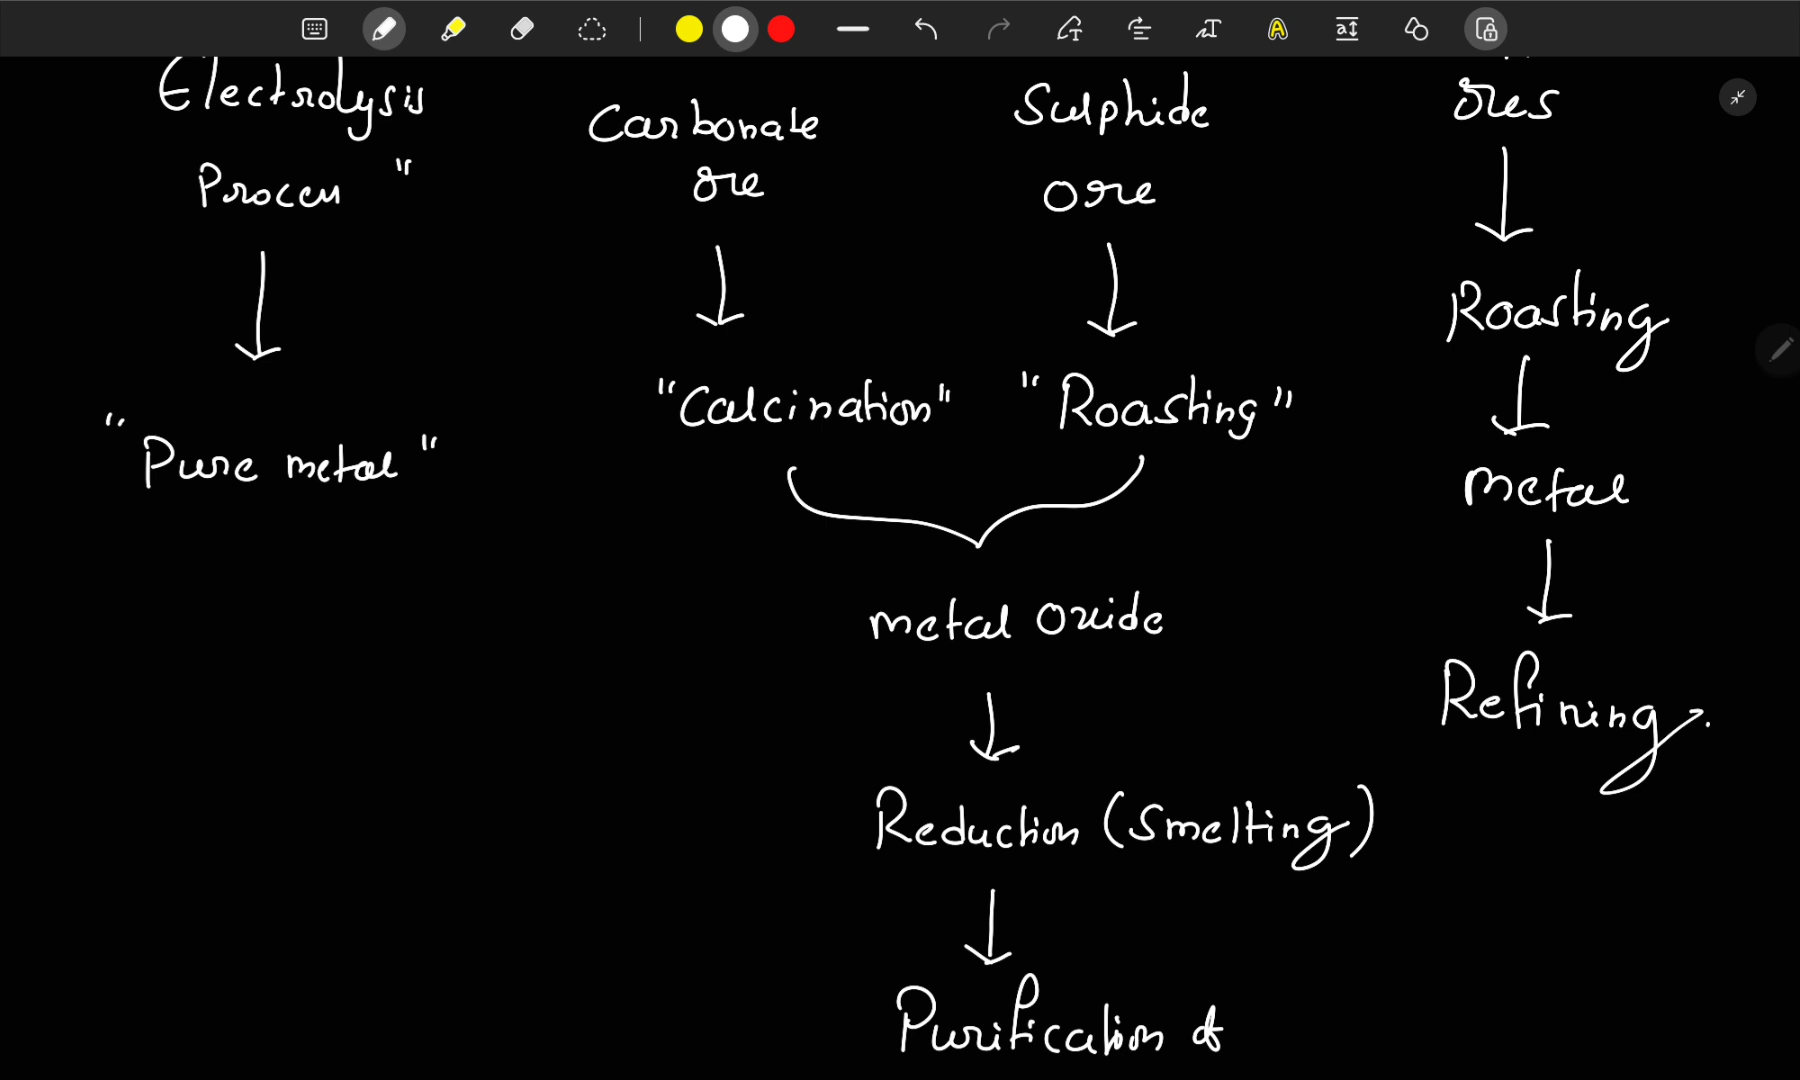 Electrolysis
Process "
"Pure metal"
Carbonate
ore
"Calcination"
Sulphide
ore
"Roasting"
metal oxide
Reduction (Smelting)
Purification of
ores
Roasting
metal
Refining.